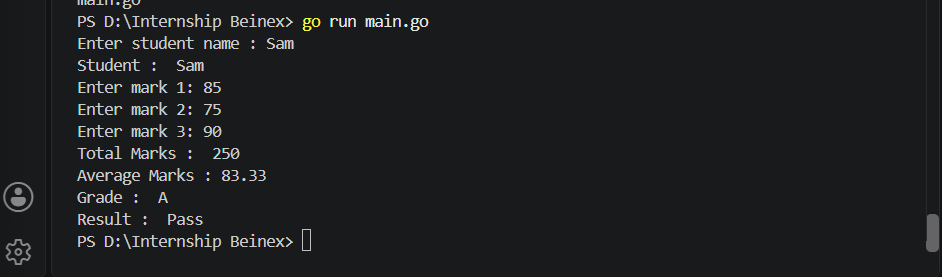 main.go
PS D:\Internship Beinex> go run main.go
Enter student name : Sam
Student :  Sam
Enter mark 1: 85
Enter mark 2: 75
Enter mark 3: 90
Total Marks :  250
Average Marks : 83.33
Grade :  A
Result :  Pass
PS D:\Internship Beinex>